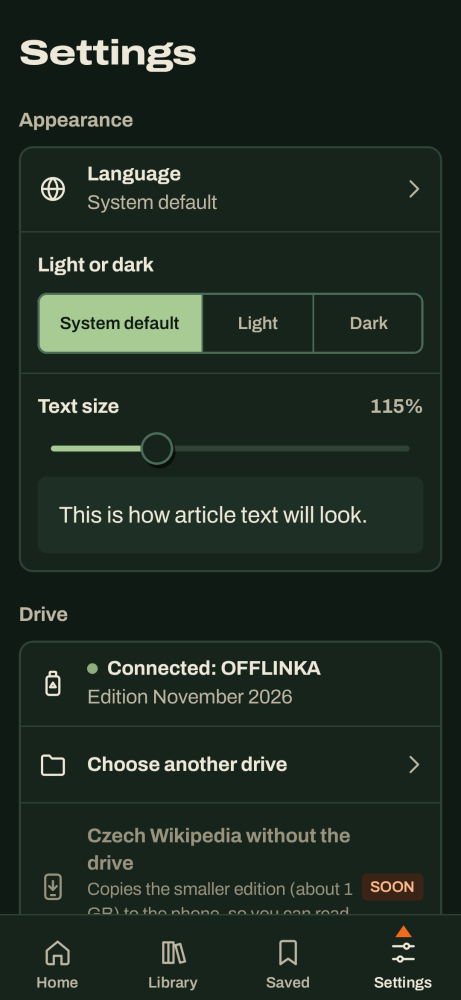 Settings
Appearance
Language
System default
Light or dark
System default
Light
Dark
Text size
115%
This is how article text will look.
Drive
Connected: OFFLINKA
Edition November 2026
Choose another drive
Czech Wikipedia without the
drive
Copies the smaller edition (about 1
SOON
GB) to the phone, so you can read
Home
Library
Saved
Settings